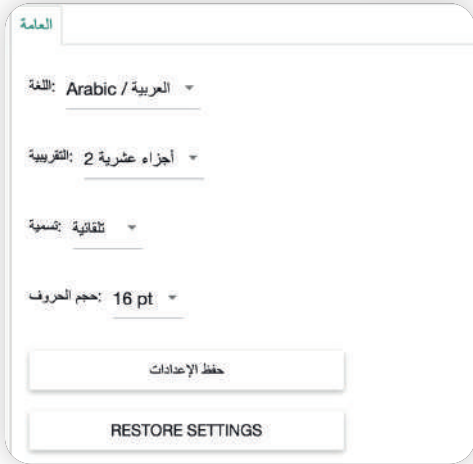 العامة
اللغة: Arabic / العربية
التقريبية: 2 أجزاء عشرية
تسمية: تلقائية
حجم الحروف: 16 pt
حفظ الإعدادات
RESTORE SETTINGS